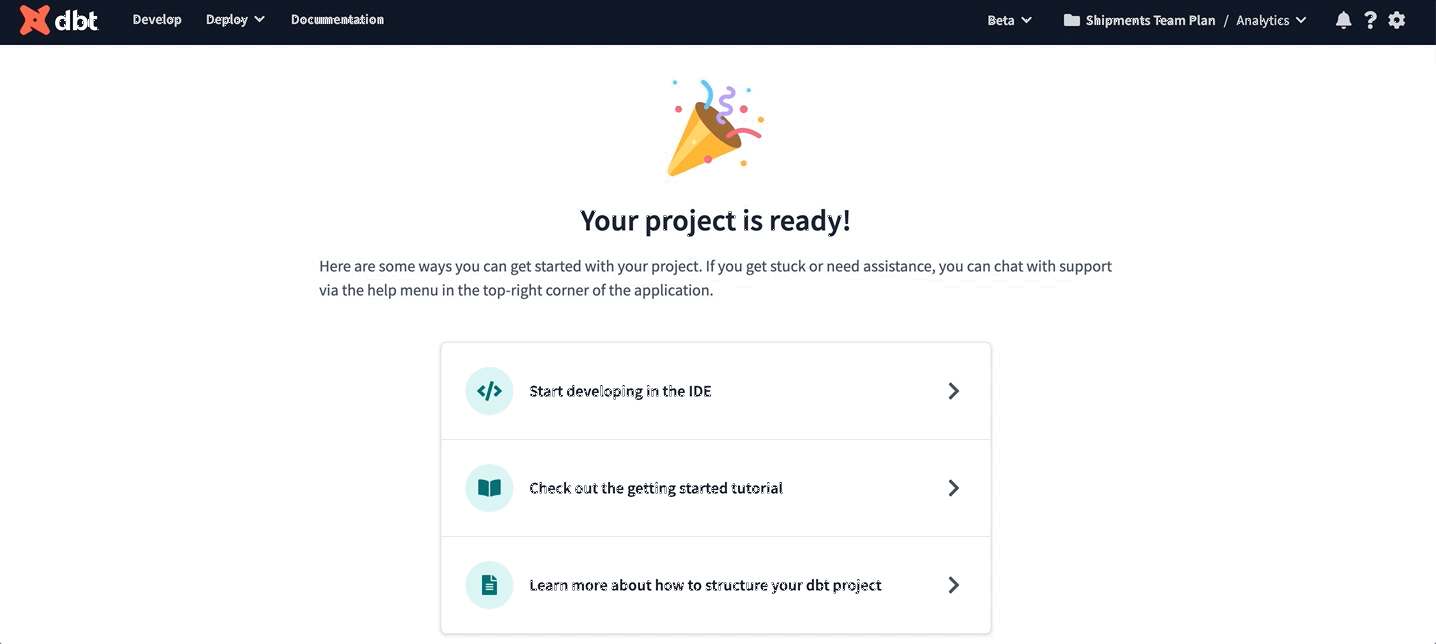 dbt Develop Deploy Documentation Beta Shipments Team Plan / Analytics
Your project is ready!
Here are some ways you can get started with your project. If you get stuck or need assistance, you can chat with support
via the help menu in the top-right corner of the application.
Start developing in the IDE
Check out the getting started tutorial
Learn more about how to structure your dbt project